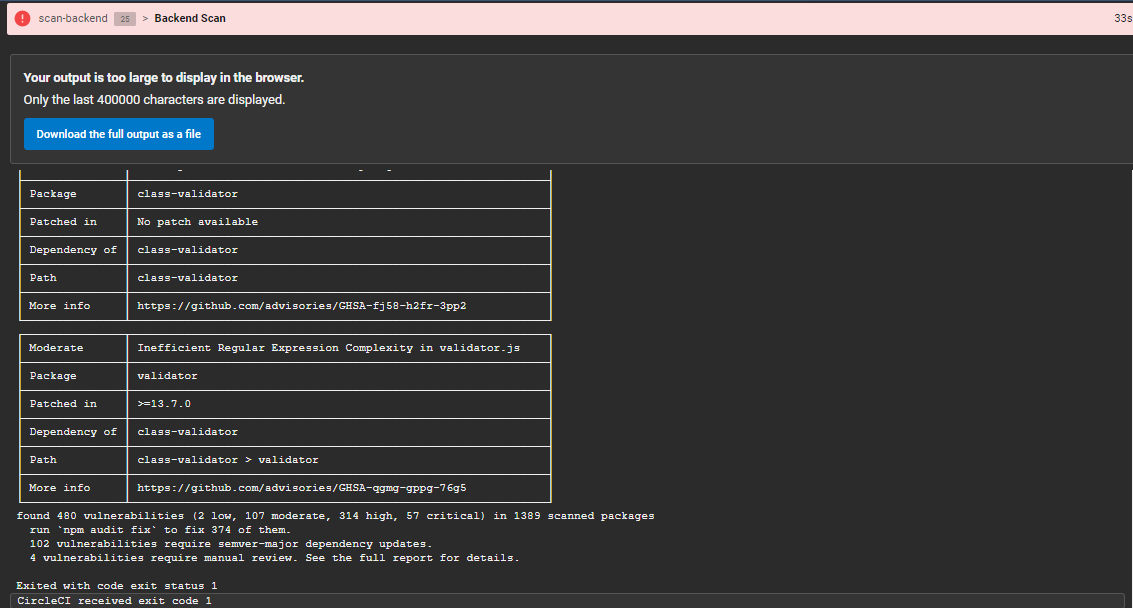 ! scan-backend 25 > Backend Scan 33s
Your output is too large to display in the browser.
Only the last 400000 characters are displayed.
Download the full output as a file
Package class-validator
Patched in No patch available
Dependency of class-validator
Path class-validator
More info https://github.com/advisories/GHSA-fj58-h2fr-3pp2
Moderate Inefficient Regular Expression Complexity in validator.js
Package validator
Patched in >=13.7.0
Dependency of class-validator
Path class-validator > validator
More info https://github.com/advisories/GHSA-qgmg-gppg-76g5
found 480 vulnerabilities (2 low, 107 moderate, 314 high, 57 critical) in 1389 scanned packages
run `npm audit fix` to fix 374 of them.
102 vulnerabilities require semver-major dependency updates.
4 vulnerabilities require manual review. See the full report for details.
Exited with code exit status 1
CircleCI received exit code 1